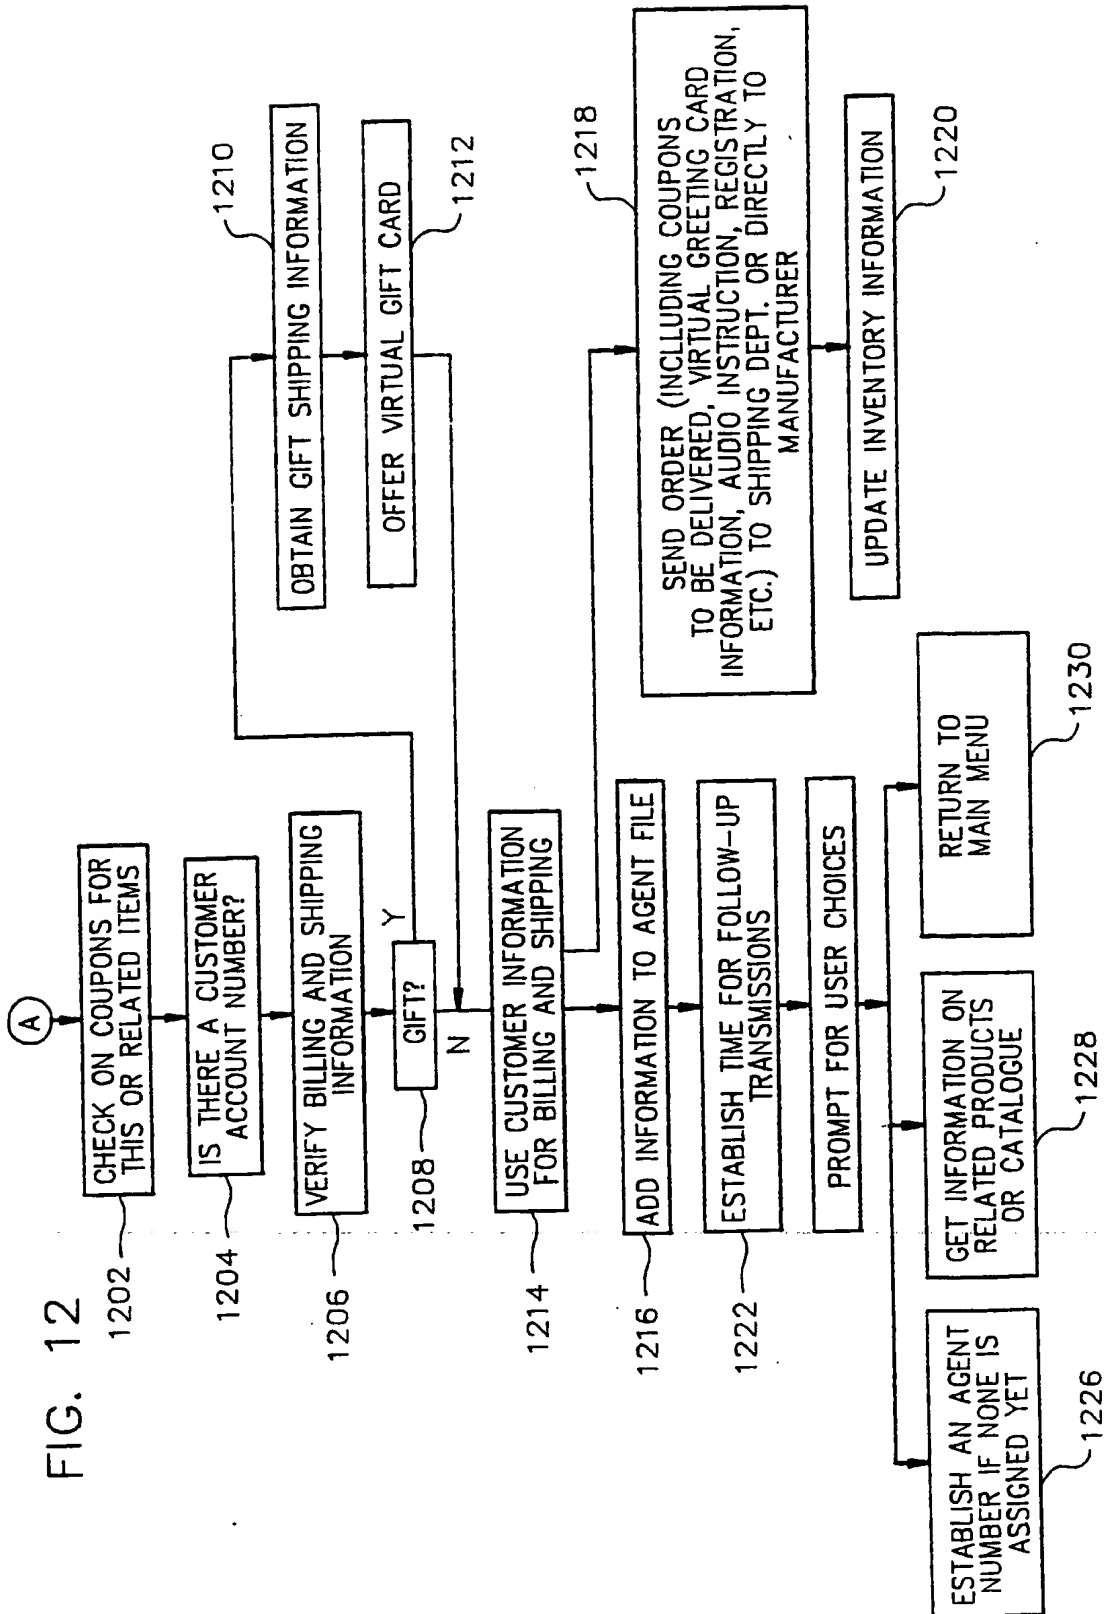 FIG. 12
A
1202
CHECK ON COUPONS FOR
THIS OR RELATED ITEMS
1204
IS THERE A CUSTOMER
ACCOUNT NUMBER?
1206
VERIFY BILLING AND SHIPPING
INFORMATION
1208
GIFT?
Y
N
1210
OBTAIN GIFT SHIPPING INFORMATION
OFFER VIRTUAL GIFT CARD
1212
1214
USE CUSTOMER INFORMATION
FOR BILLING AND SHIPPING
1218
SEND ORDER (INCLUDING COUPONS
TO BE DELIVERED, VIRTUAL GREETING CARD
INFORMATION, AUDIO INSTRUCTION, REGISTRATION,
ETC.) TO SHIPPING DEPT. OR DIRECTLY TO
MANUFACTURER
1216
ADD INFORMATION TO AGENT FILE
1222
ESTABLISH TIME FOR FOLLOW-UP
TRANSMISSIONS
PROMPT FOR USER CHOICES
UPDATE INVENTORY INFORMATION
1220
ESTABLISH AN AGENT
NUMBER IF NONE IS
ASSIGNED YET
1226
GET INFORMATION ON
RELATED PRODUCTS
OR CATALOGUE
1228
RETURN TO
MAIN MENU
1230